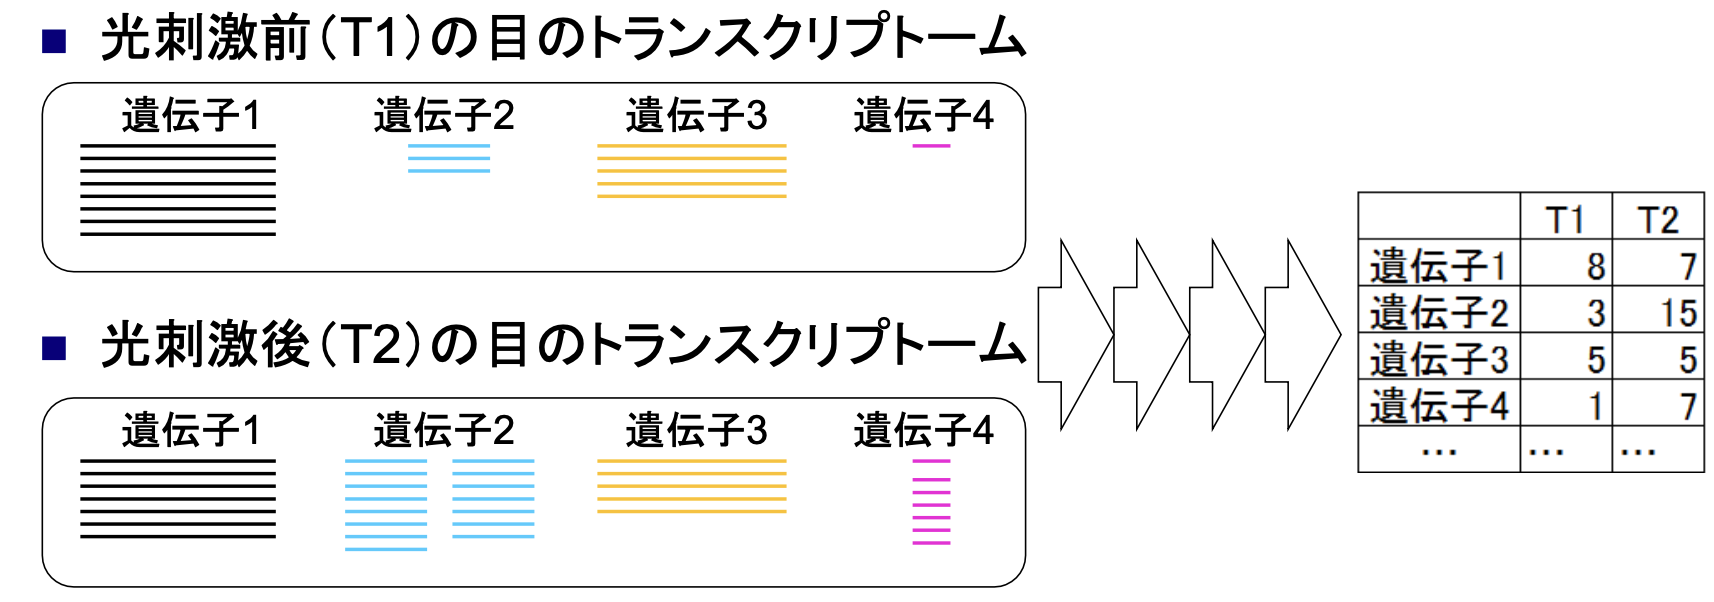 ■ 光刺激前（T1）の目のトランスクリプトーム
遺伝子1 遺伝子2 遺伝子3 遺伝子4
■ 光刺激後（T2）の目のトランスクリプトーム
遺伝子1 遺伝子2 遺伝子3 遺伝子4
T1 T2
遺伝子1 8 7
遺伝子2 3 15
遺伝子3 5 5
遺伝子4 1 7
… … …